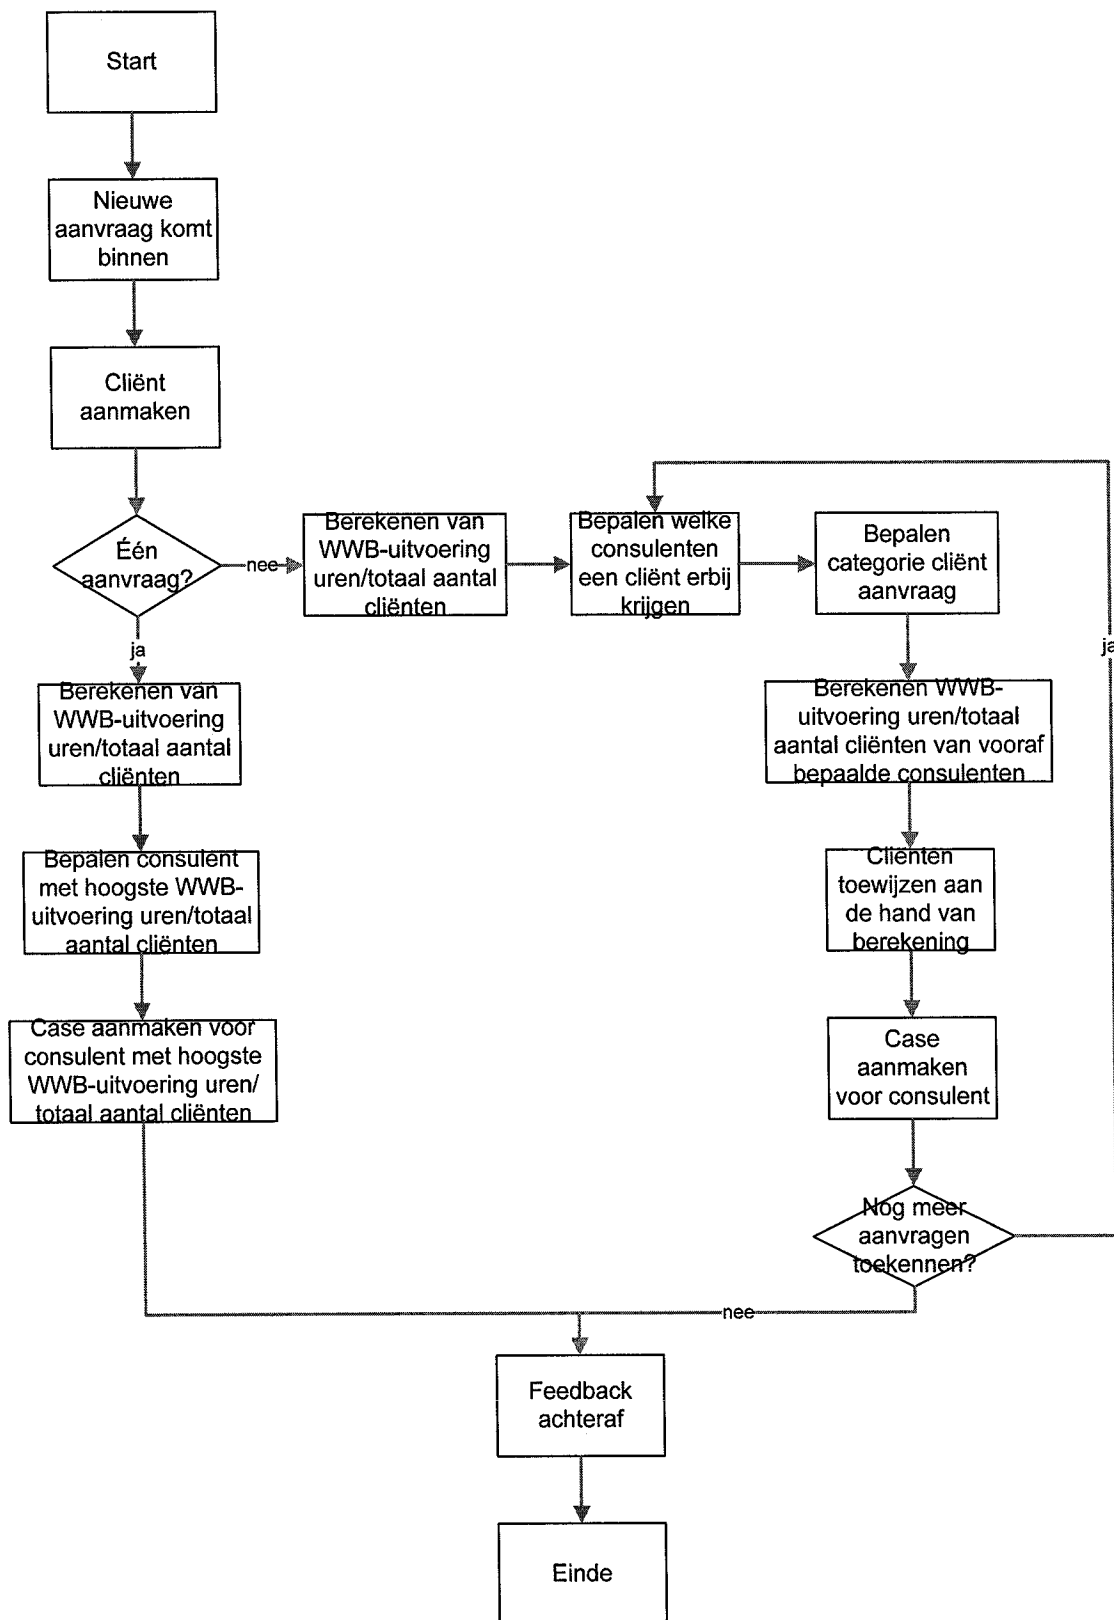 Start
Nieuwe
aanvraag komt
binnen
Cliënt
aanmaken
Één
aanvraag?
nee
Berekenen van
WWB-uitvoering
uren/totaal aantal
cliënten
Bepalen welke
consulenten
een cliënt erbij
krijgen
Bepalen
categorie cliënt
aanvraag
ja
ja
Berekenen van
WWB-uitvoering
uren/totaal aantal
cliënten
Berekenen WWB-
uitvoering uren/totaal
aantal cliënten van vooraf
bepaalde consulenten
Bepalen consulent
met hoogste WWB-
uitvoering uren/totaal
aantal cliënten
Cliënten
toewijzen aan
de hand van
berekening
Case aanmaken voor
consulent met hoogste
WWB-uitvoering uren/
totaal aantal cliënten
Case
aanmaken
voor consulent
Nog meer
aanvragen
toekennen?
nee
Feedback
achteraf
Einde